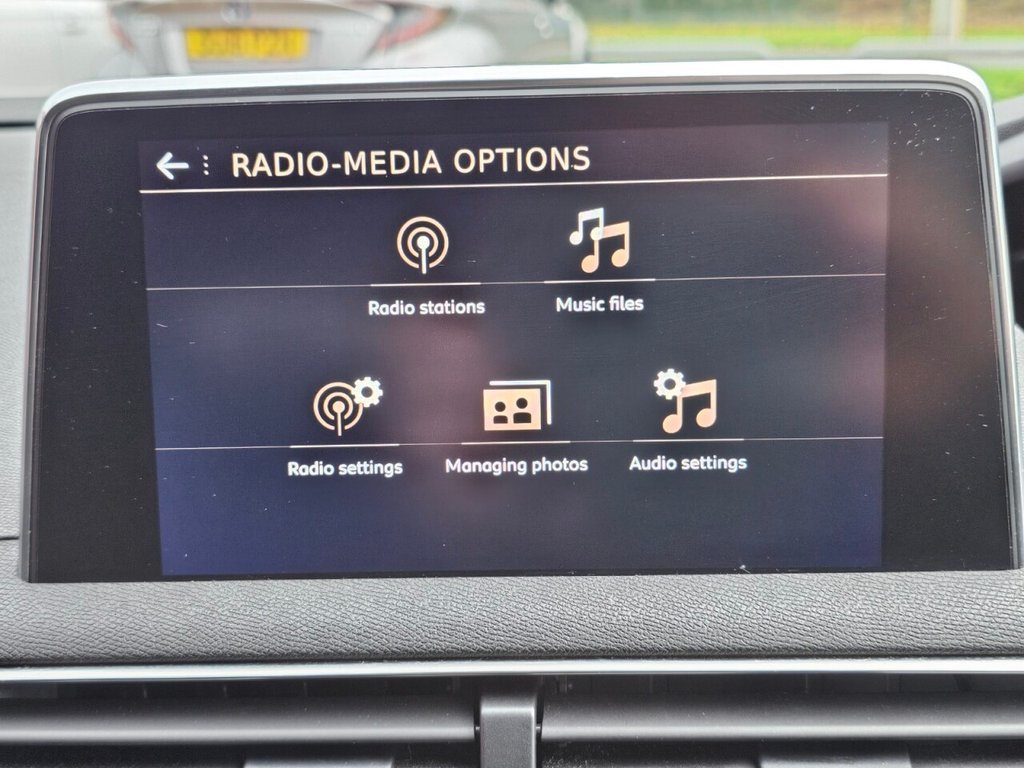 RADIO-MEDIA OPTIONS
Radio stations Music files
Radio settings Managing photos Audio settings